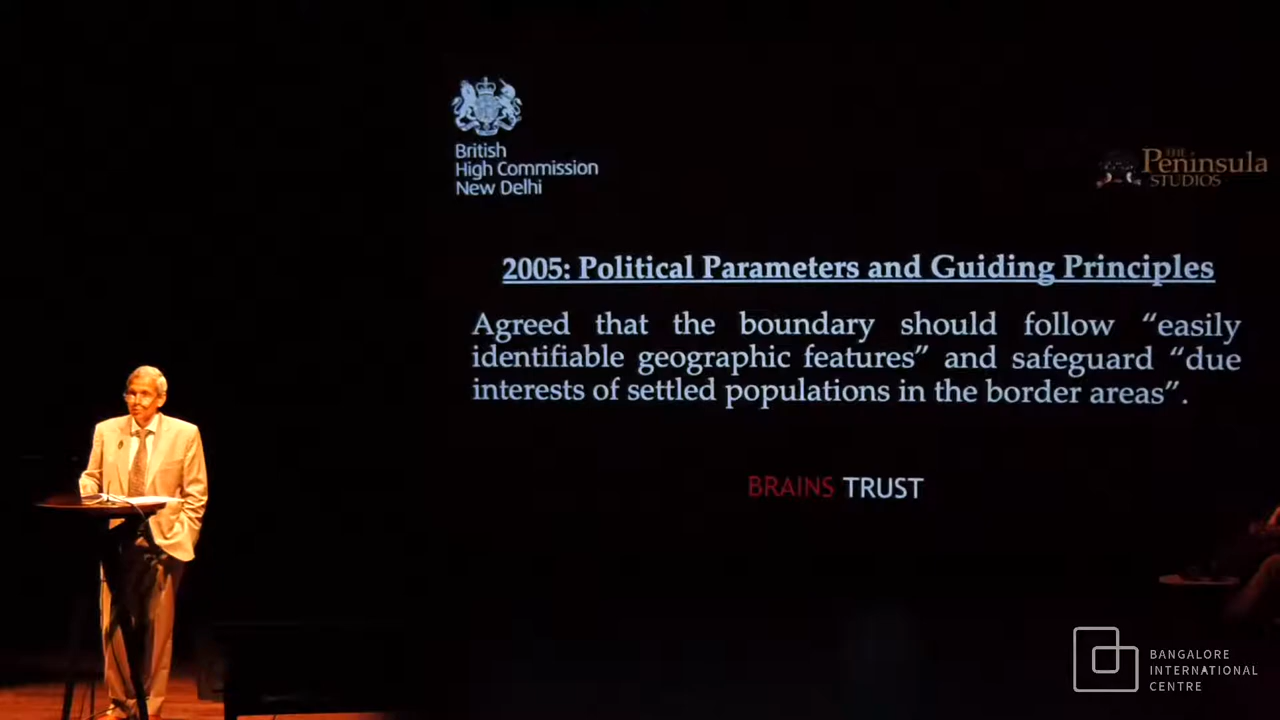 British
High Commission
New Delhi
THE
Peninsula
STUDIOS
2005: Political Parameters and Guiding Principles
Agreed that the boundary should follow “easily
identifiable geographic features” and safeguard “due
interests of settled populations in the border areas”.
BRAINS TRUST
BANGALORE
INTERNATIONAL
CENTRE